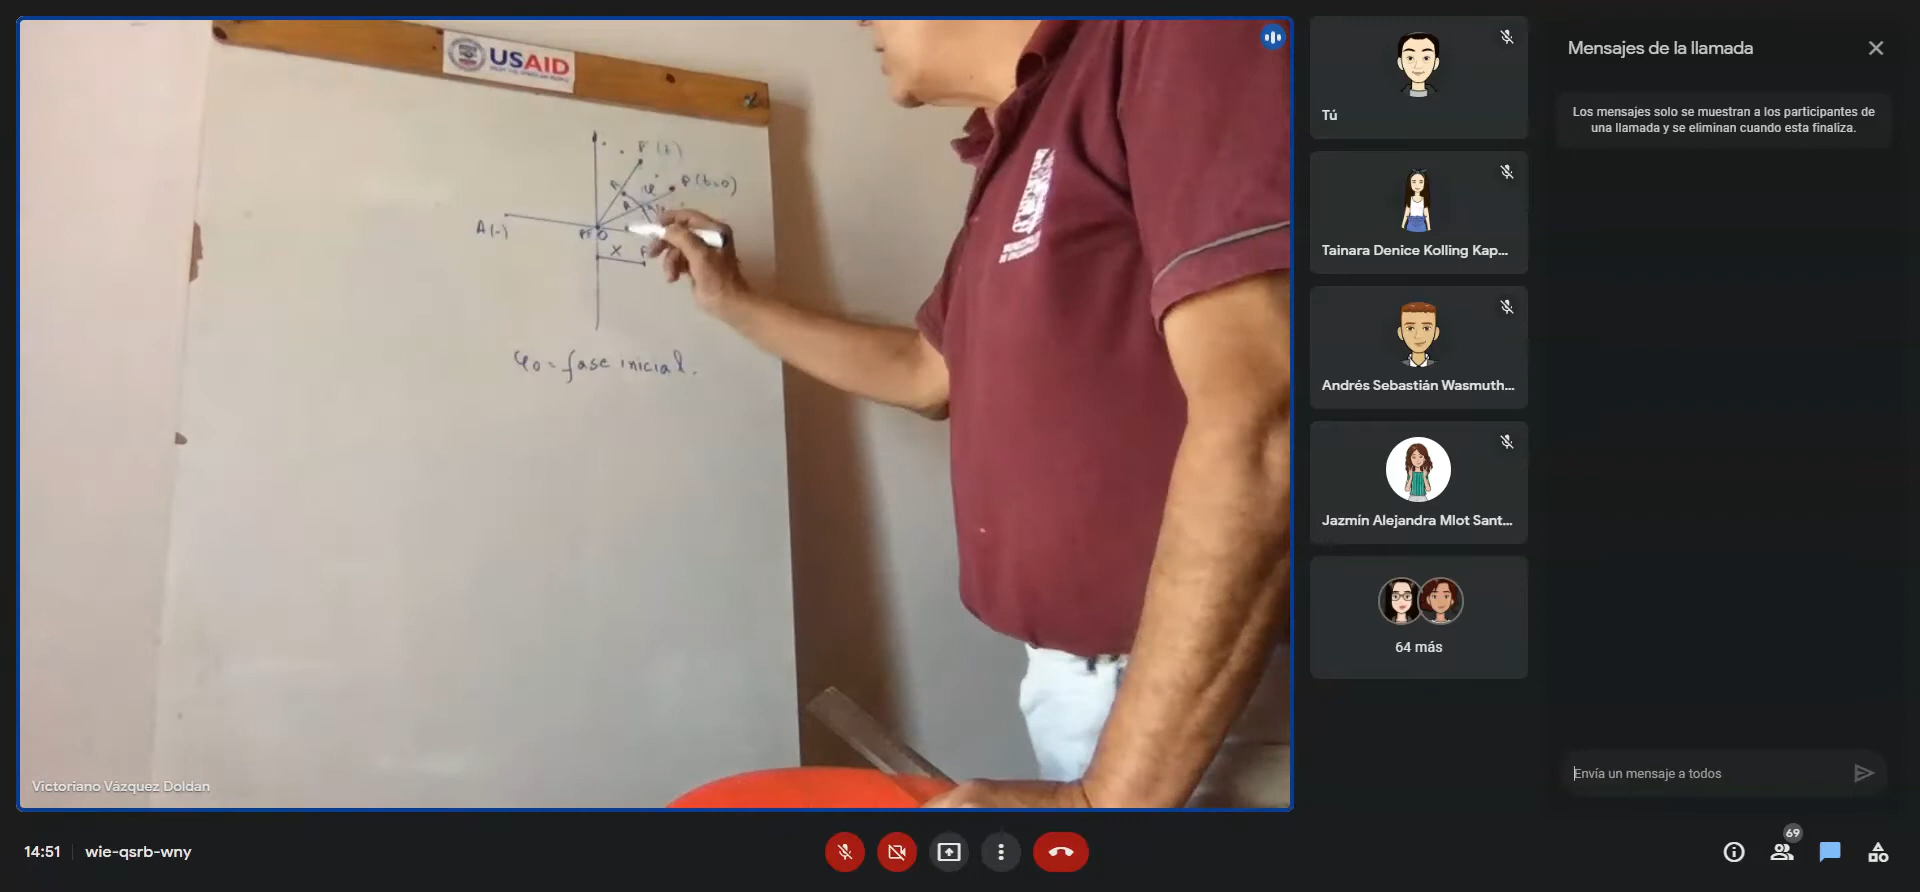 USAID
F (t)
P (t=0)
A (-)
O
X
φ0 = fase inicial.
Victoriano Vázquez Doldan
Tú
Tainara Denice Kolling Kap...
Andrés Sebastián Wasmuth...
Jazmín Alejandra Mlot Sant...
64 más
Mensajes de la llamada
Los mensajes solo se muestran a los participantes de
una llamada y se eliminan cuando esta finaliza.
Envía un mensaje a todos
14:51
wie-qsrb-wny
69